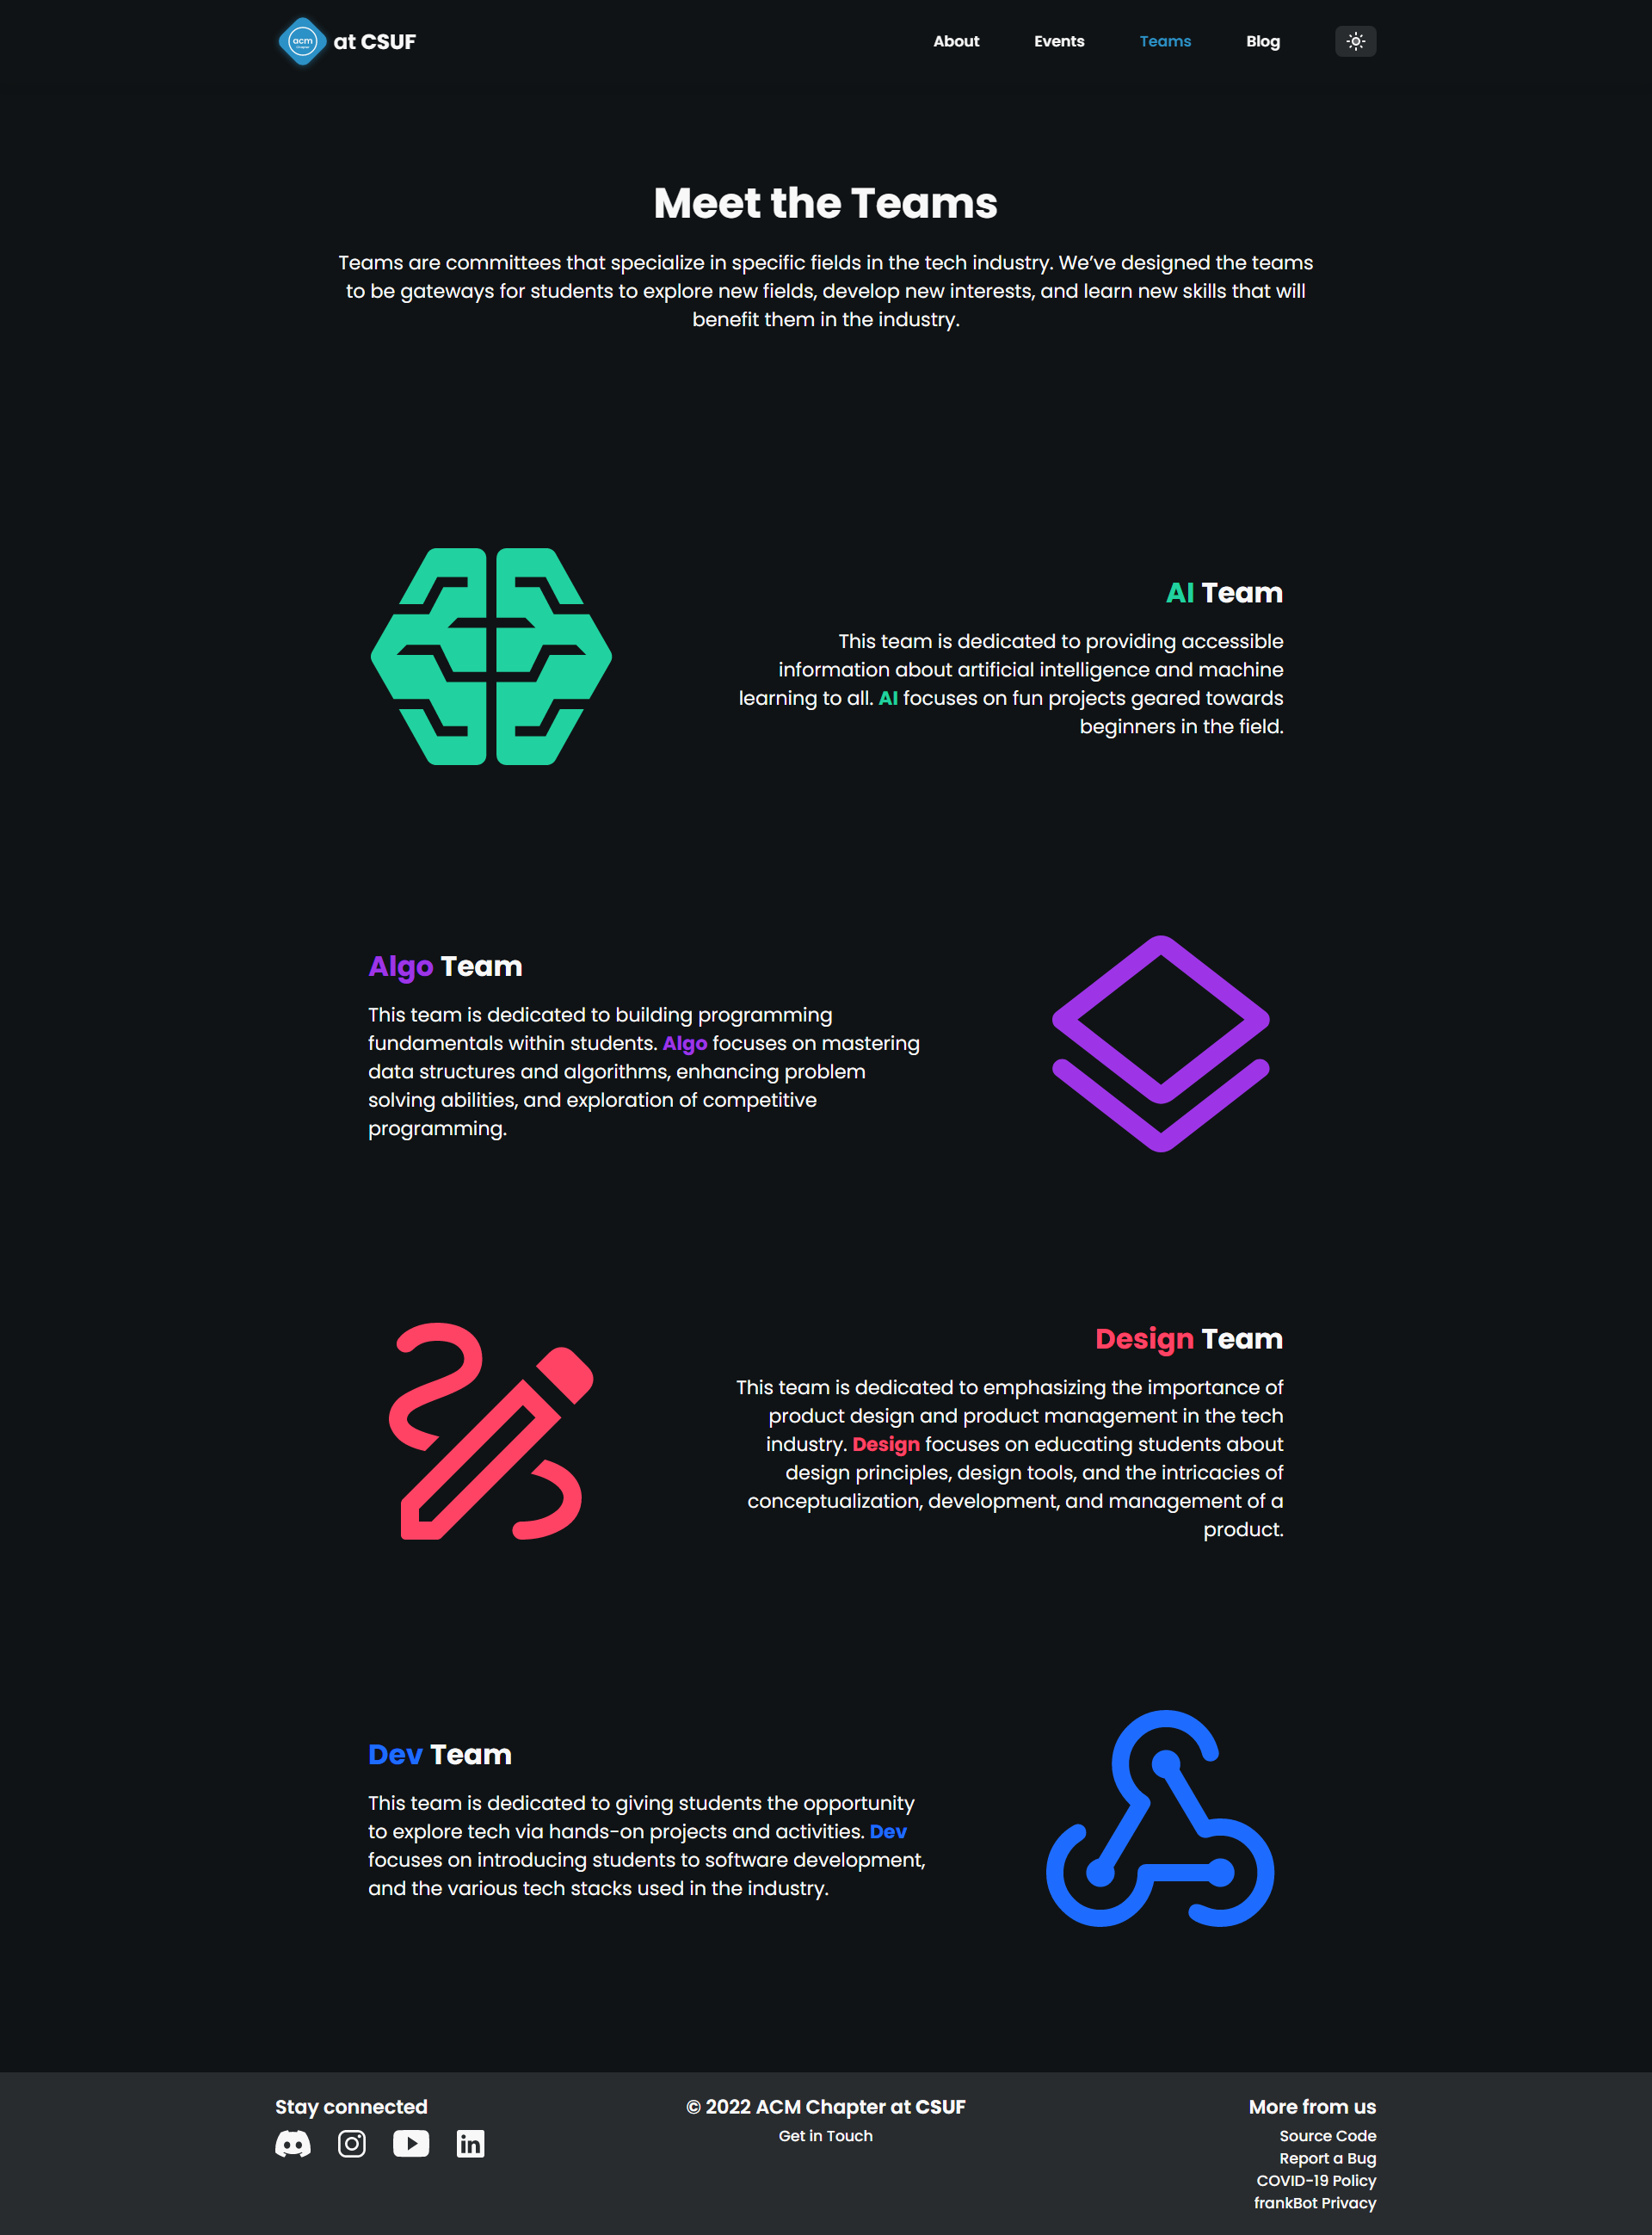 acm at CSUF
About
Events
Teams
Blog
Meet the Teams
Teams are committees that specialize in specific fields in the tech industry. We’ve designed the teams
to be gateways for students to explore new fields, develop new interests, and learn new skills that will
benefit them in the industry.
AI Team
This team is dedicated to providing accessible
information about artificial intelligence and machine
learning to all. AI focuses on fun projects geared towards
beginners in the field.
Algo Team
This team is dedicated to building programming
fundamentals within students. Algo focuses on mastering
data structures and algorithms, enhancing problem
solving abilities, and exploration of competitive
programming.
Design Team
This team is dedicated to emphasizing the importance of
product design and product management in the tech
industry. Design focuses on educating students about
design principles, design tools, and the intricacies of
conceptualization, development, and management of a
product.
Dev Team
This team is dedicated to giving students the opportunity
to explore tech via hands-on projects and activities. Dev
focuses on introducing students to software development,
and the various tech stacks used in the industry.
Stay connected
© 2022 ACM Chapter at CSUF
Get in Touch
More from us
Source Code
Report a Bug
COVID-19 Policy
frankBot Privacy